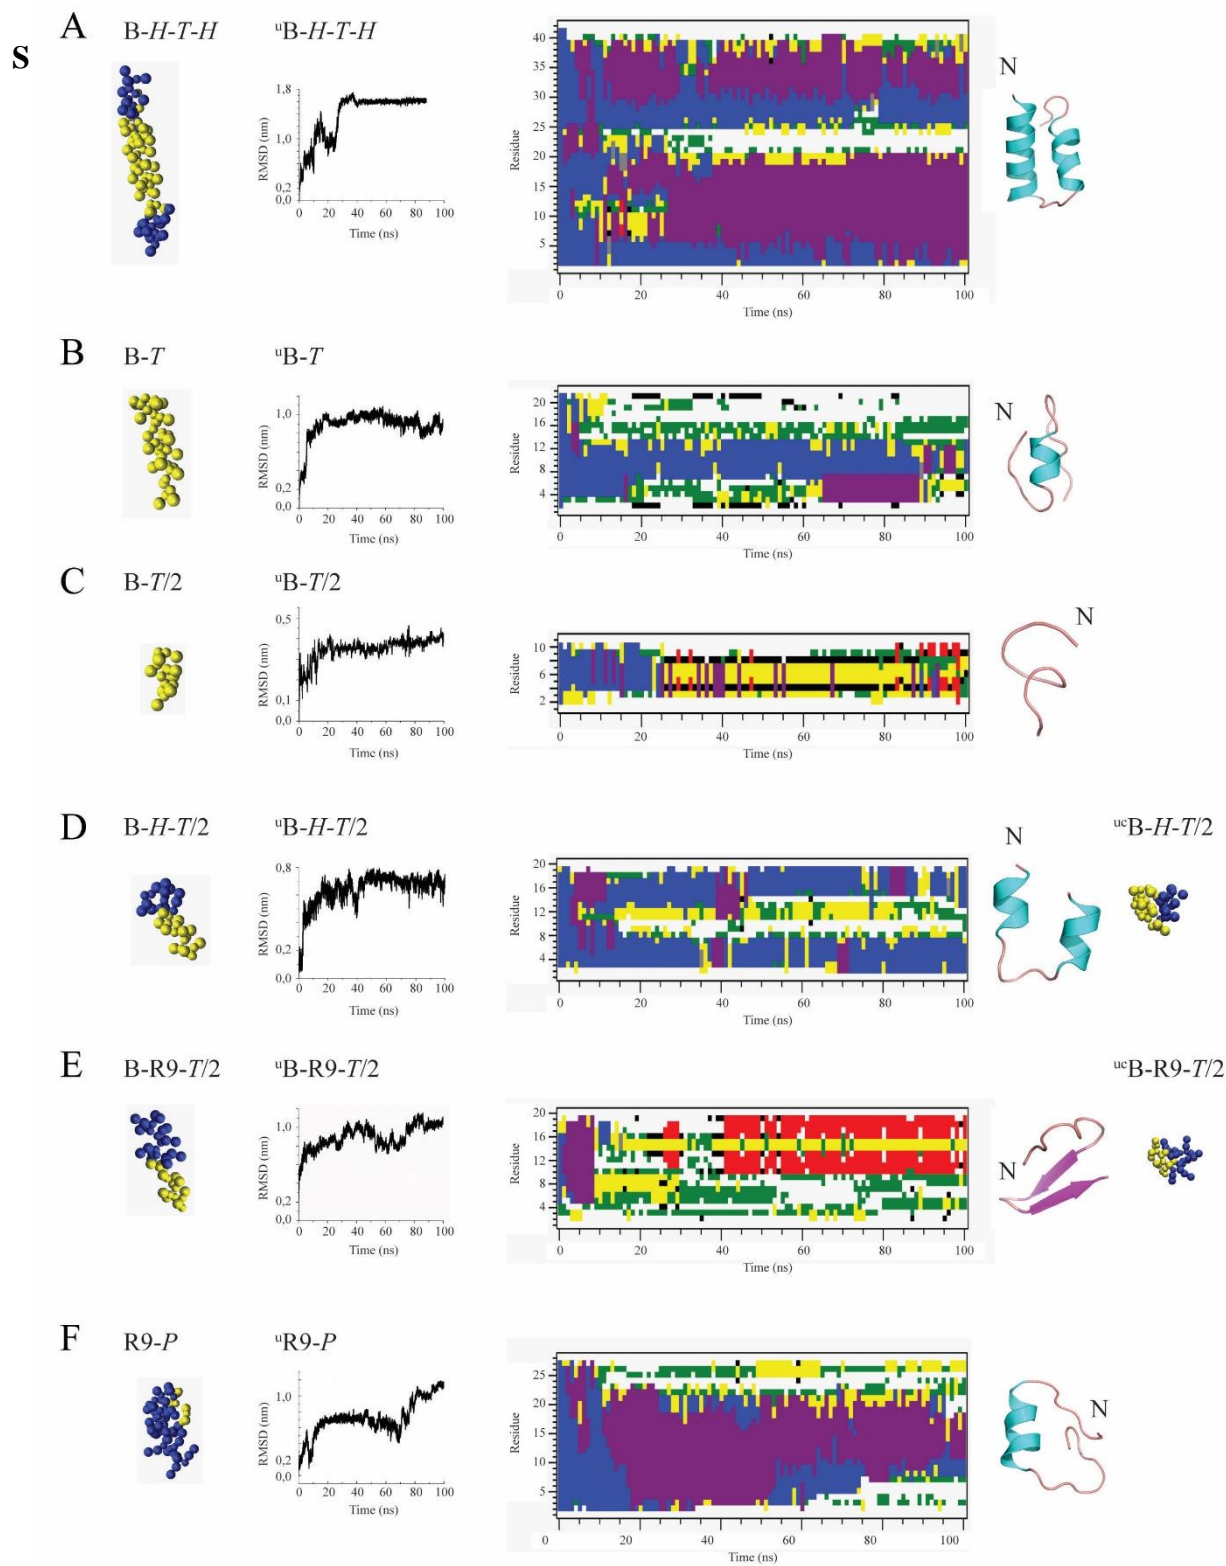 S
A B-H-T-H ᵘB-H-T-H
1,8
1,0
0,2
0,0
RMSD (nm)
0 20 40 60 80 100
Time (ns)
40
35
30
25
20
15
10
5
Residue
0 20 40 60 80 100
Time (ns)
N
B B-T ᵘB-T
1,0
0,2
0,0
RMSD (nm)
0 20 40 60 80 100
Time (ns)
20
16
12
8
4
Residue
0 20 40 60 80 100
Time (ns)
N
C B-T/2 ᵘB-T/2
0,5
0,1
0,0
RMSD (nm)
0 20 40 60 80 100
Time (ns)
10
8
6
4
2
Residue
0 20 40 60 80 100
Time (ns)
N
D B-H-T/2 ᵘB-H-T/2 ᵘᶜB-H-T/2
0,8
0,2
0,0
RMSD (nm)
0 20 40 60 80 100
Time (ns)
20
16
12
8
4
Residue
0 20 40 60 80 100
Time (ns)
N
E B-R9-T/2 ᵘB-R9-T/2 ᵘᶜB-R9-T/2
1,0
0,2
0,0
RMSD (nm)
0 20 40 60 80 100
Time (ns)
20
16
12
8
4
Residue
0 20 40 60 80 100
Time (ns)
N
F R9-P ᵘR9-P
1,0
0,2
0,0
RMSD (nm)
0 20 40 60 80 100
Time (ns)
25
20
15
10
5
Residue
0 20 40 60 80 100
Time (ns)
N